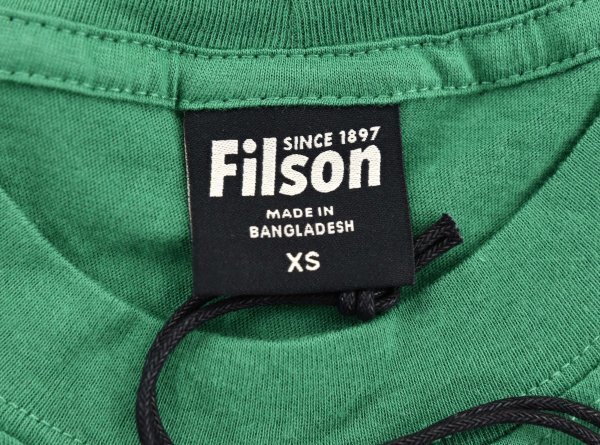 SINCE 1897
Filson
MADE IN
BANGLADESH
XS